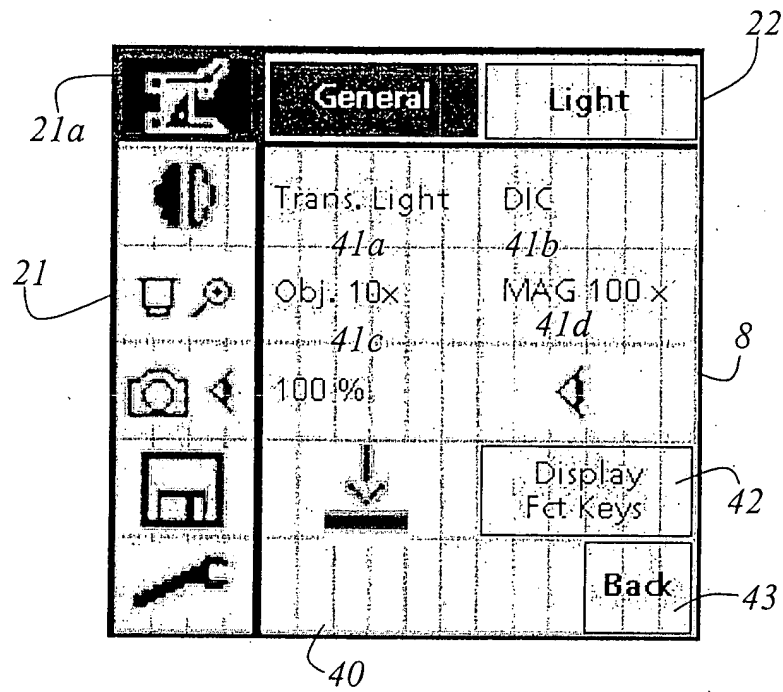 22
General Light
21a
Trans. Light DIC
41a 41b
21
Obj. 10x MAG 100 x
41c 41d
8
100 %
Display
Fct Keys
42
Back
43
40